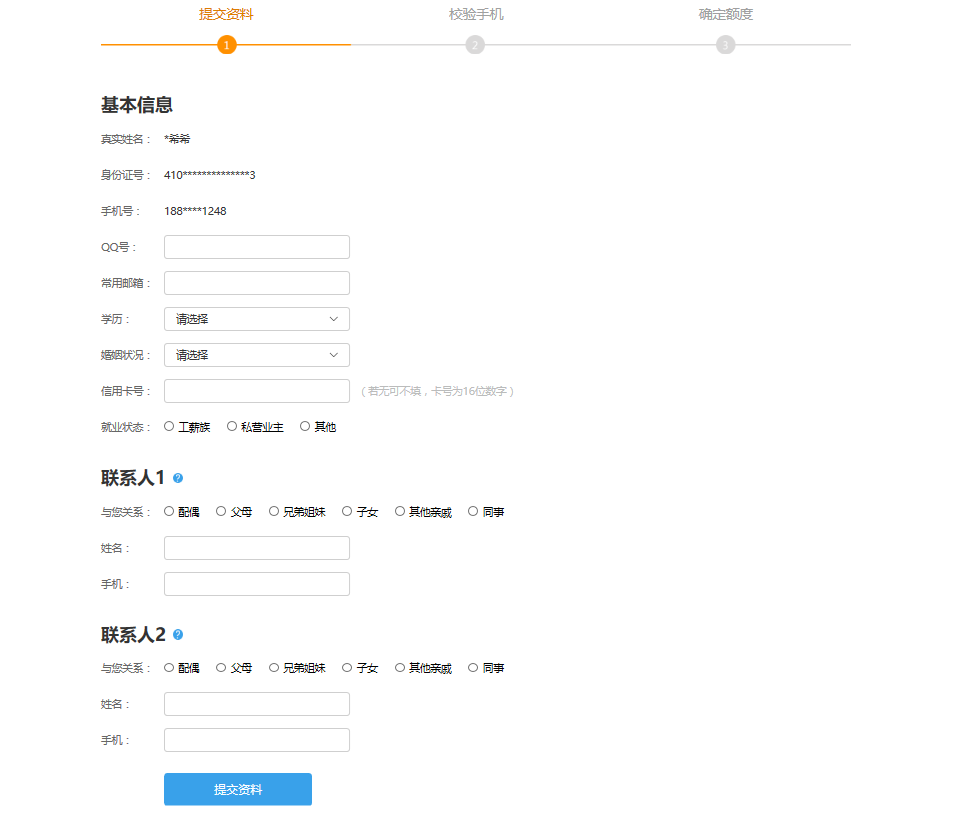 提交资料 校验手机 确定额度
1 2 3
基本信息
真实姓名： *希希
身份证号： 410**************3
手机号： 188****1248
QQ号：
常用邮箱：
学历： 请选择
婚姻状况： 请选择
信用卡号： （若无可不填，卡号为16位数字）
就业状态： 工薪族 私营业主 其他
联系人1 ?
与您关系： 配偶 父母 兄弟姐妹 子女 其他亲戚 同事
姓名：
手机：
联系人2 ?
与您关系： 配偶 父母 兄弟姐妹 子女 其他亲戚 同事
姓名：
手机：
提交资料